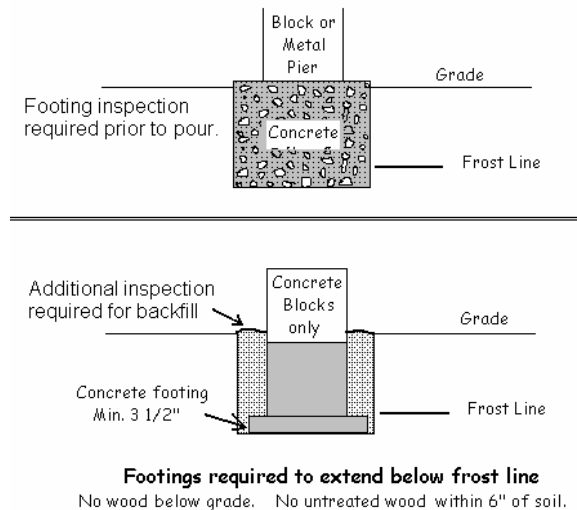 Block or
Metal
Pier
Grade
Footing inspection
required prior to pour.
Concrete
Frost Line
Additional inspection
required for backfill
Concrete
Blocks
only
Grade
Concrete footing
Min. 3 1/2"
Frost Line
Footings required to extend below frost line
No wood below grade. No untreated wood within 6" of soil.